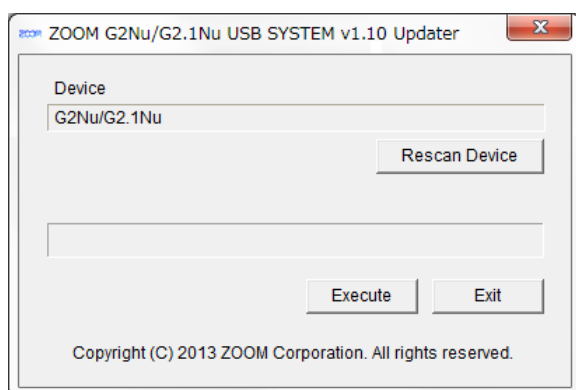 ZOOM ZOOM G2Nu/G2.1Nu USB SYSTEM v1.10 Updater X
Device
G2Nu/G2.1Nu
Rescan Device
Execute Exit
Copyright (C) 2013 ZOOM Corporation. All rights reserved.